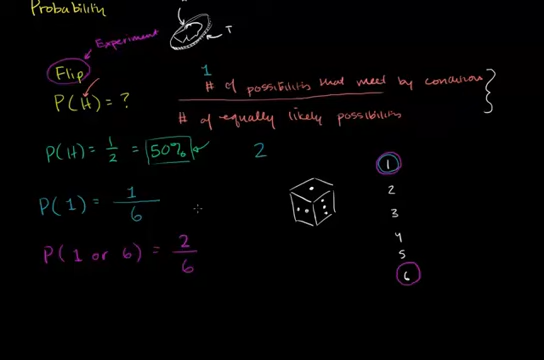 Probability
Experiment
T
Flip
P(H) = ?
1
# of possibilities that meet by condition
# of equally likely possibilities
2
P(H) = 1/2 = 50%
P(1) = 1/6
P(1 or 6) = 2/6
1
2
3
4
5
6